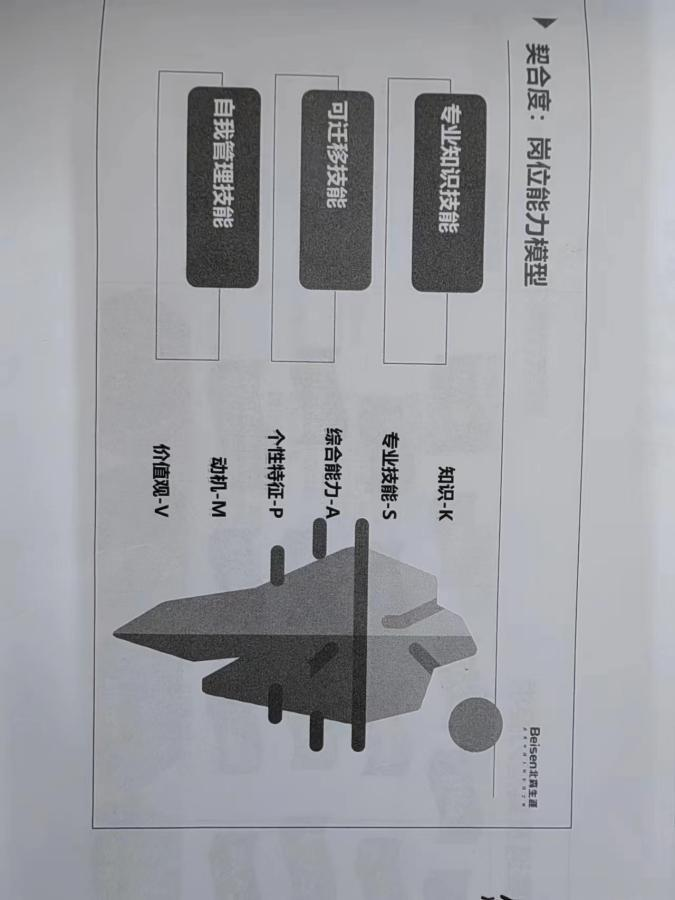 契合度：岗位能力模型
Beisen北森生涯
专业知识技能
可迁移技能
自我管理技能
知识-K
专业技能-S
综合能力-A
个性特征-P
动机-M
价值观-V